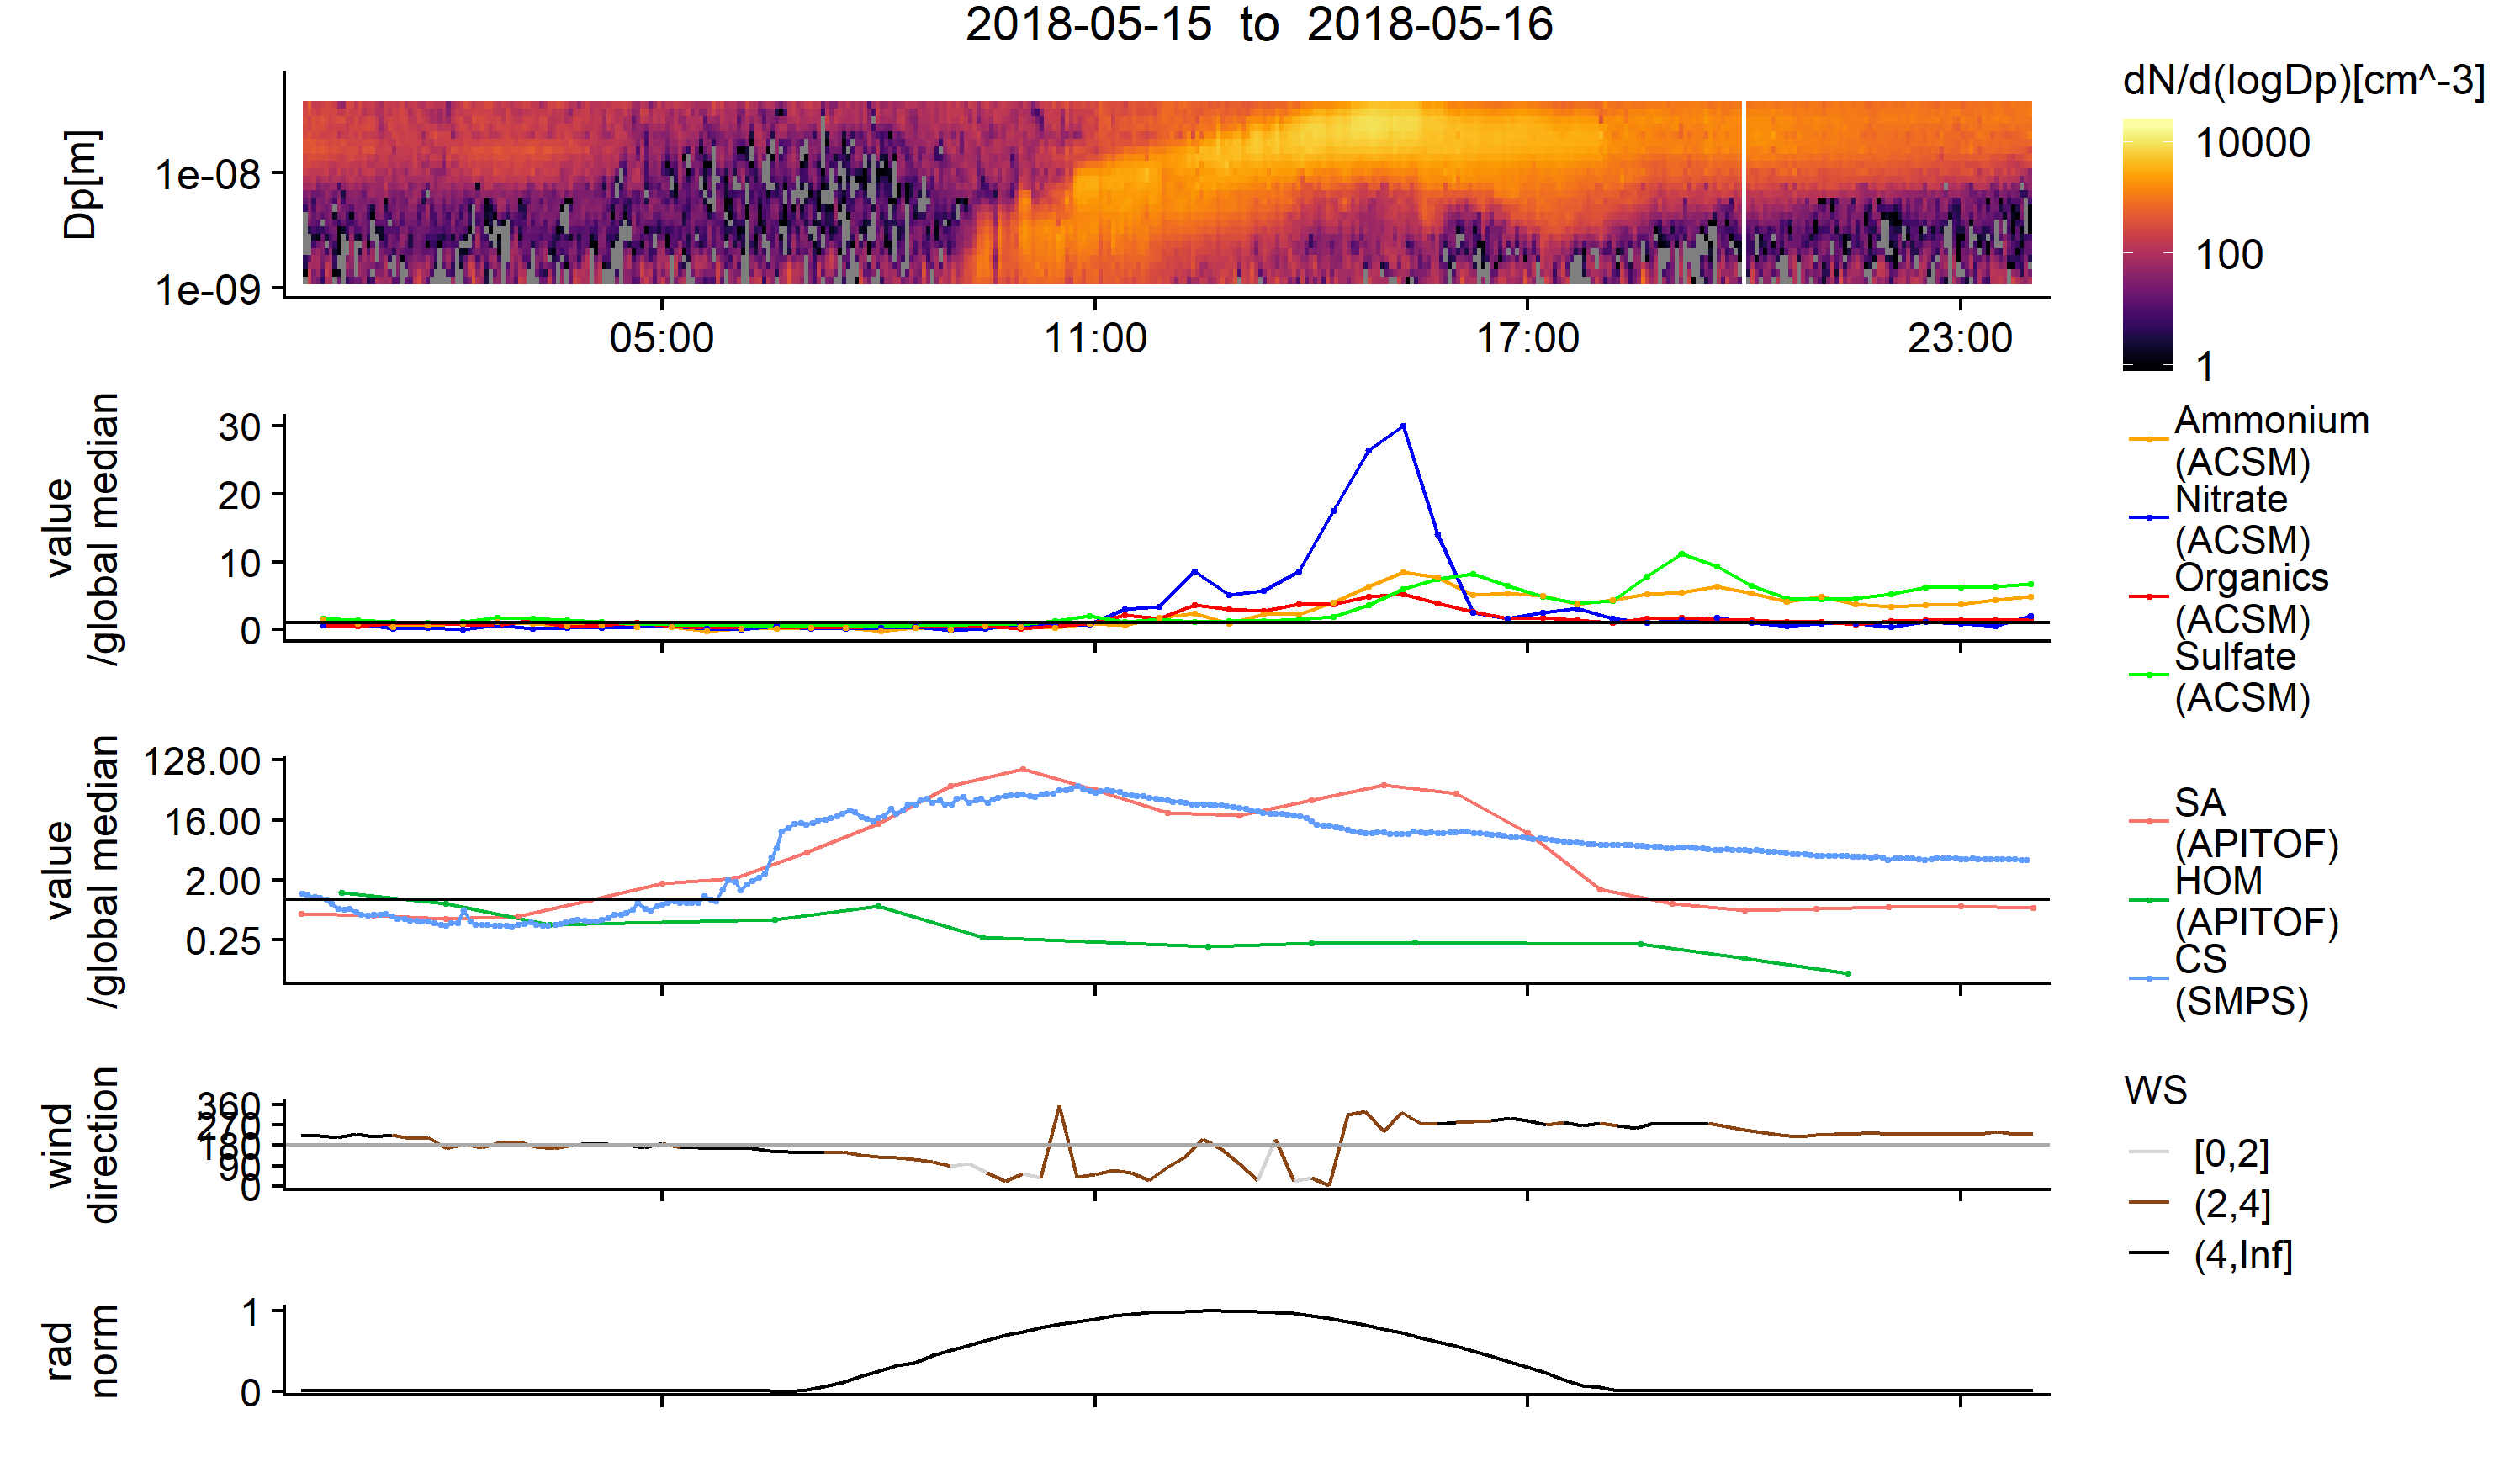 2018-05-15 to 2018-05-16
Dp[m]
1e-08
1e-09
05:00
11:00
17:00
23:00
dN/d(logDp)[cm^-3]
10000
100
1
value
/global median
30
20
10
0
Ammonium
(ACSM)
Nitrate
(ACSM)
Organics
(ACSM)
Sulfate
(ACSM)
value
/global median
128.00
16.00
2.00
0.25
SA
(APITOF)
HOM
(APITOF)
CS
(SMPS)
wind
direction
360
270
180
90
0
WS
[0,2]
(2,4]
(4,Inf]
rad
norm
1
0